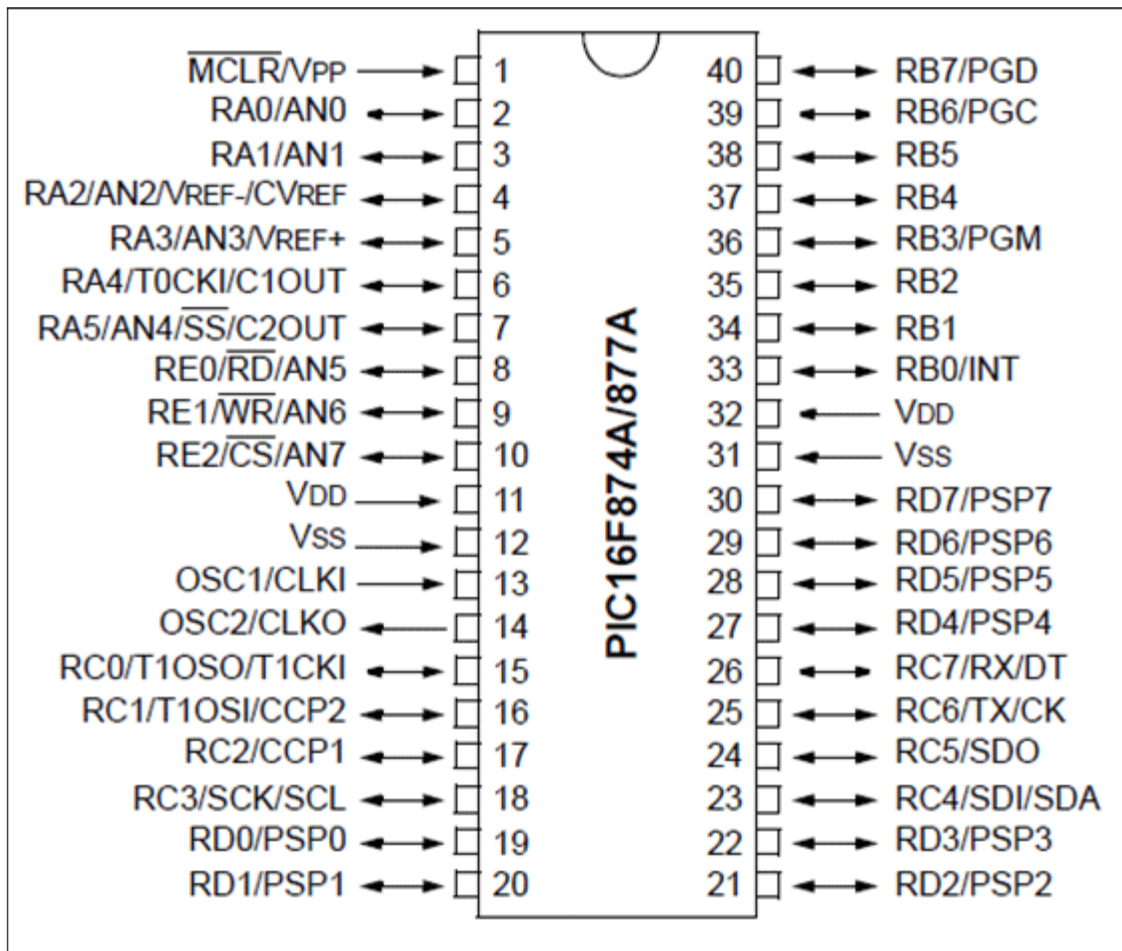 MCLR/VPP 1 40 RB7/PGD
RA0/AN0 2 39 RB6/PGC
RA1/AN1 3 38 RB5
RA2/AN2/VREF-/CVREF 4 37 RB4
RA3/AN3/VREF+ 5 36 RB3/PGM
RA4/T0CKI/C1OUT 6 35 RB2
RA5/AN4/SS/C2OUT 7 34 RB1
RE0/RD/AN5 8 33 RB0/INT
RE1/WR/AN6 9 32 VDD
RE2/CS/AN7 10 31 VSS
VDD 11 30 RD7/PSP7
VSS 12 29 RD6/PSP6
OSC1/CLKI 13 28 RD5/PSP5
OSC2/CLKO 14 27 RD4/PSP4
RC0/T1OSO/T1CKI 15 26 RC7/RX/DT
RC1/T1OSI/CCP2 16 25 RC6/TX/CK
RC2/CCP1 17 24 RC5/SDO
RC3/SCK/SCL 18 23 RC4/SDI/SDA
RD0/PSP0 19 22 RD3/PSP3
RD1/PSP1 20 21 RD2/PSP2
PIC16F874A/877A